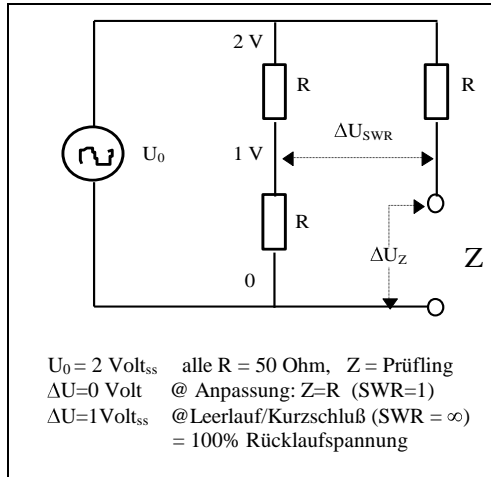 2 V
R
R
ΔU_SWR
U₀
1 V
R
ΔU_Z
Z
0
U₀ = 2 Volt_ss alle R = 50 Ohm, Z = Prüfling
ΔU=0 Volt @ Anpassung: Z=R (SWR=1)
ΔU=1Volt_ss @Leerlauf/Kurzschluß (SWR = ∞)
= 100% Rücklaufspannung